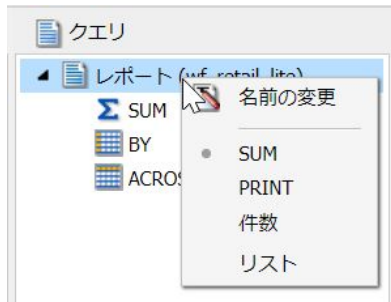 クエリ
レポート (wf_retail_lite)
SUM
BY
ACROS
名前の変更
SUM
PRINT
件数
リスト